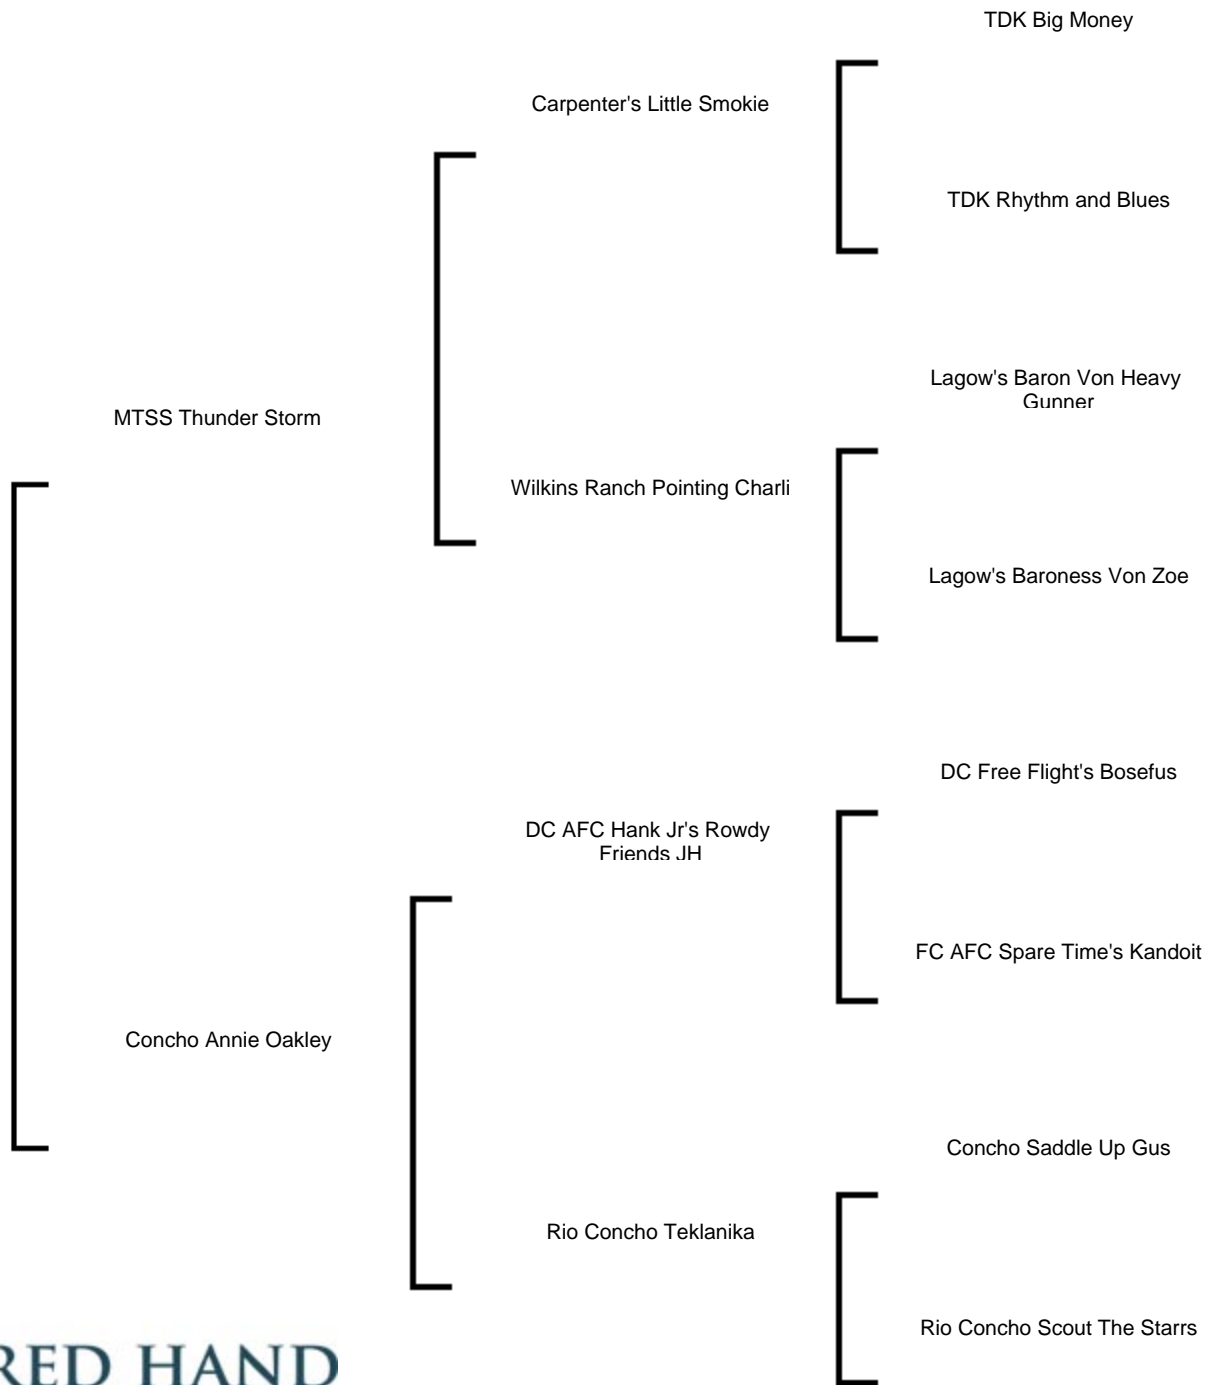 TDK Big Money
Carpenter's Little Smokie
TDK Rhythm and Blues
Lagow's Baron Von Heavy
Gunner
MTSS Thunder Storm
Wilkins Ranch Pointing Charli
Lagow's Baroness Von Zoe
DC Free Flight's Bosefus
DC AFC Hank Jr's Rowdy
Friends JH
FC AFC Spare Time's Kandoit
Concho Annie Oakley
Concho Saddle Up Gus
Rio Concho Teklanika
Rio Concho Scout The Starrs
RED HAND